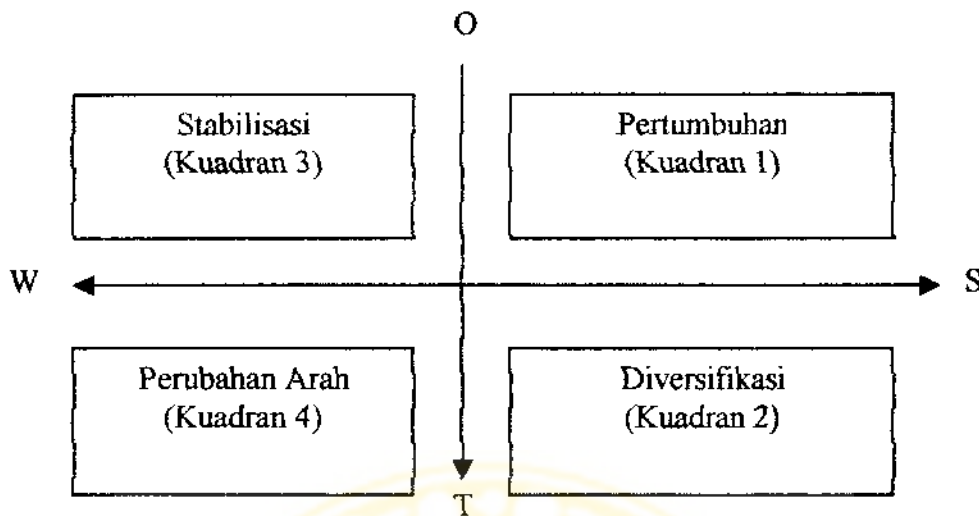 O
Stabilisasi
(Kuadran 3)
Pertumbuhan
(Kuadran 1)
W
S
Perubahan Arah
(Kuadran 4)
Diversifikasi
(Kuadran 2)
T